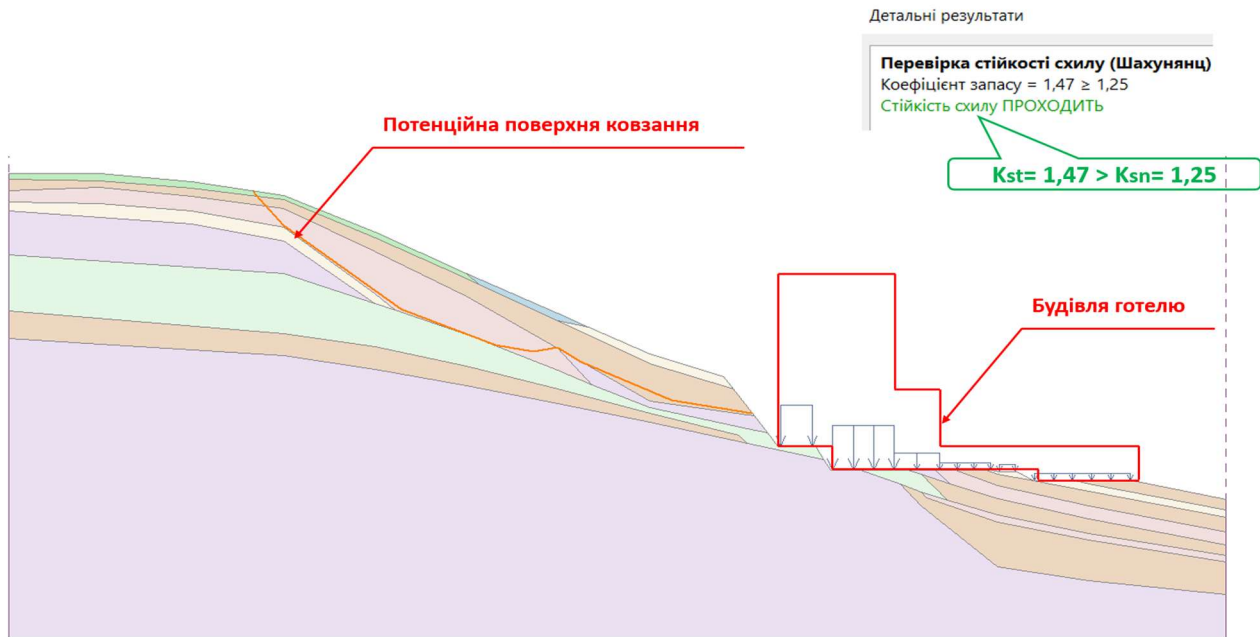 Детальні результати
Перевірка стійкості схилу (Шахунянц)
Коефіцієнт запасу = 1,47 ≥ 1,25
Стійкість схилу ПРОХОДИТЬ
Kst= 1,47 > Ksn= 1,25
Потенційна поверхня ковзання
Будівля готелю